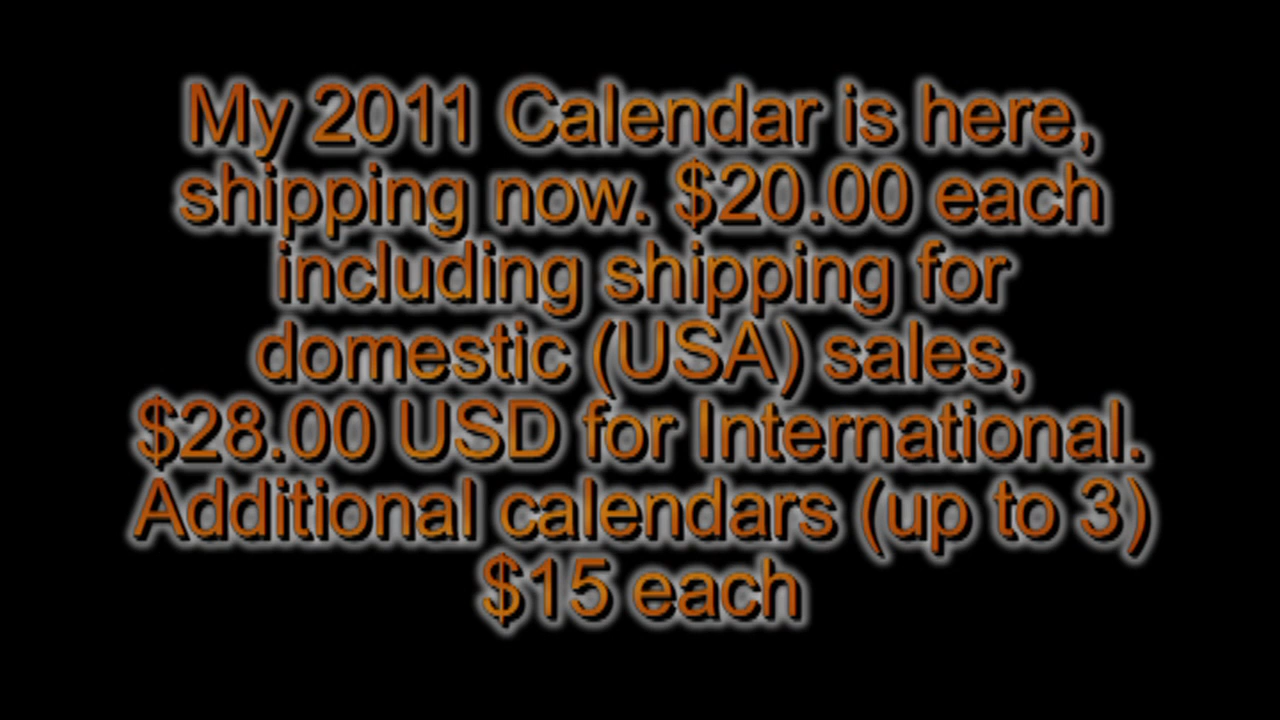 My 2011 Calendar is here,
shipping now. $20.00 each
including shipping for
domestic (USA) sales,
$28.00 USD for International.
Additional calendars (up to 3)
$15 each